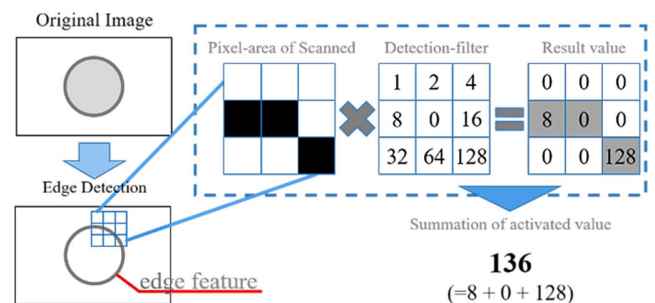 Original Image
Edge Detection
edge feature
Pixel-area of Scanned
Detection-filter
Result value
1 2 4
8 0 16
32 64 128
0 0 0
8 0 0
0 0 128
Summation of activated value
136
(=8 + 0 + 128)